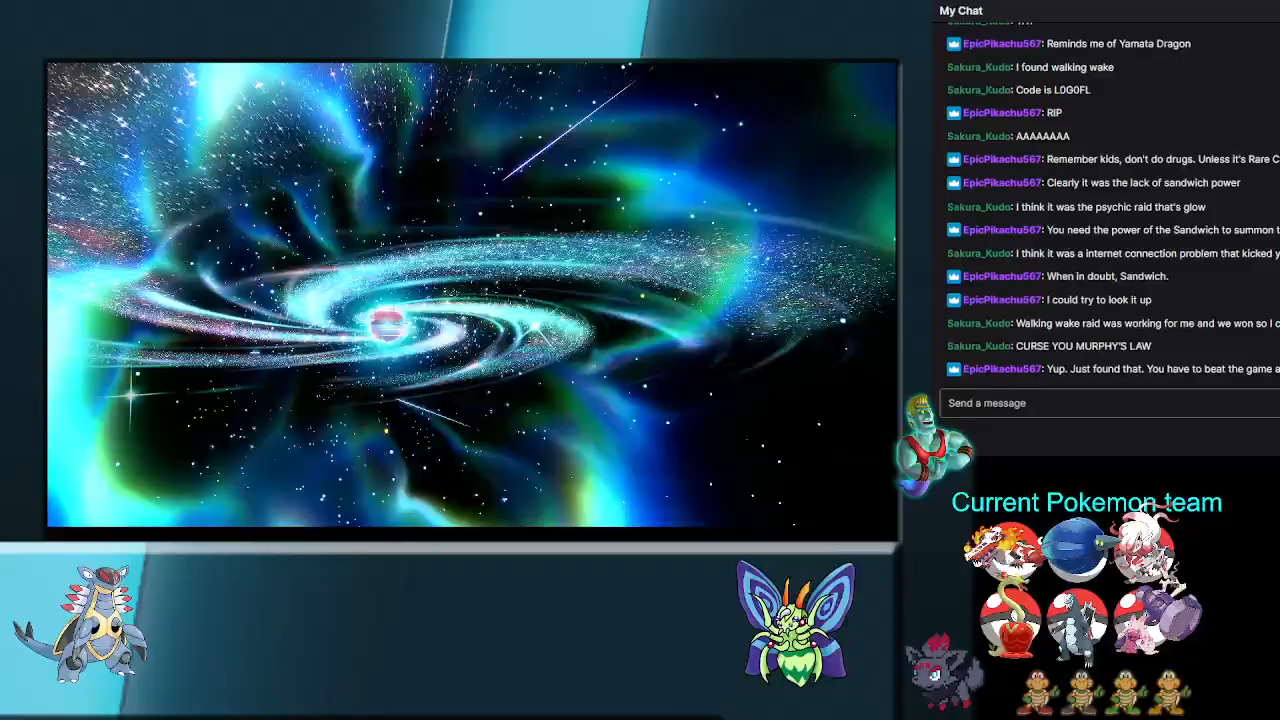 My Chat
EpicPikachu567: Reminds me of Yamata Dragon
Sakura_Kudo: I found walking wake
Sakura_Kudo: Code is L0G0FL
EpicPikachu567: RIP
Sakura_Kudo: AAAAAAAA
EpicPikachu567: Remember kids, don't do drugs. Unless it's Rare C
EpicPikachu567: Clearly it was the lack of sandwich power
Sakura_Kudo: I think it was the psychic raid that's glow
EpicPikachu567: You need the power of the Sandwich to summon t
Sakura_Kudo: I think it was a internet connection problem that kicked y
EpicPikachu567: When in doubt, Sandwich.
EpicPikachu567: I could try to look it up
Sakura_Kudo: Walking wake raid was working for me and we won so I c
Sakura_Kudo: CURSE YOU MURPHY'S LAW
EpicPikachu567: Yup. Just found that. You have to beat the game a
Send a message
Current Pokemon team